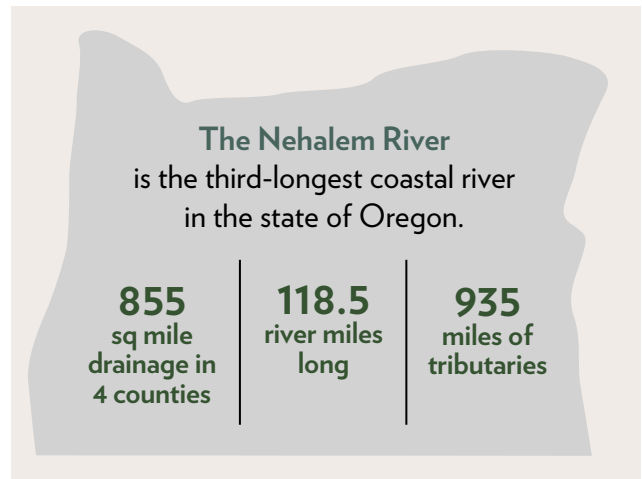 The Nehalem River
is the third-longest coastal river
in the state of Oregon.
855
sq mile
drainage in
4 counties
118.5
river miles
long
935
miles of
tributaries